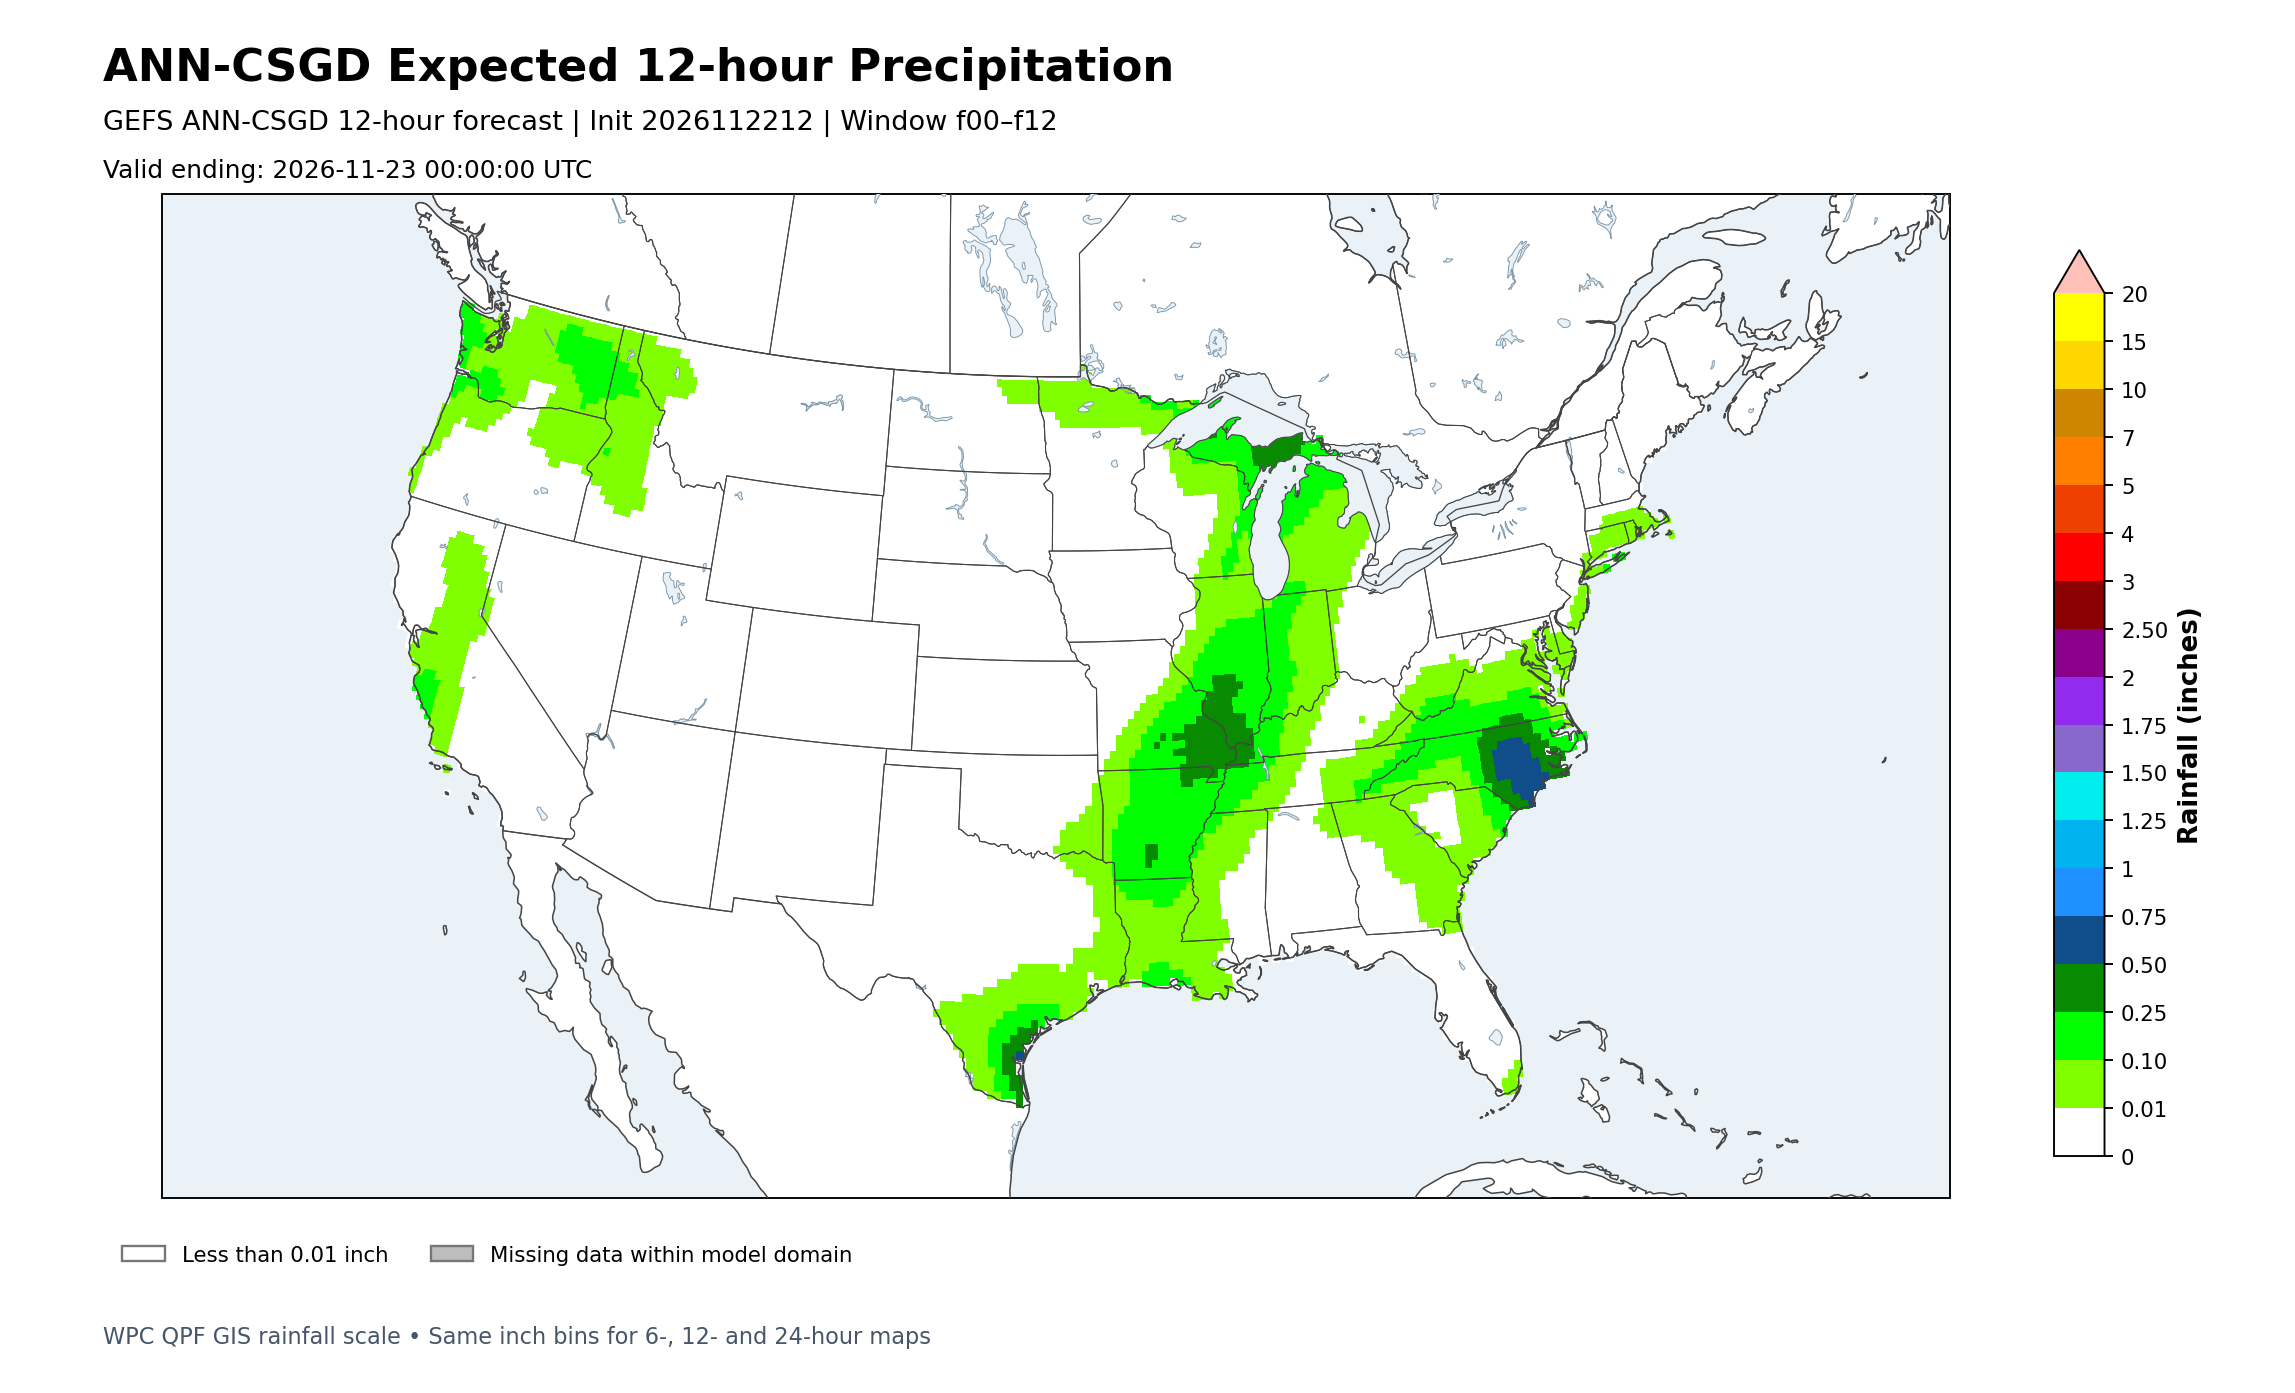 ANN-CSGD Expected 12-hour Precipitation
GEFS ANN-CSGD 12-hour forecast | Init 2026112212 | Window f00–f12
Valid ending: 2026-11-23 00:00:00 UTC
20
15
10
7
5
4
3
2.50
2
1.75
1.50
1.25
1
0.75
0.50
0.25
0.10
0.01
0
Rainfall (inches)
Less than 0.01 inch
Missing data within model domain
WPC QPF GIS rainfall scale • Same inch bins for 6-, 12- and 24-hour maps